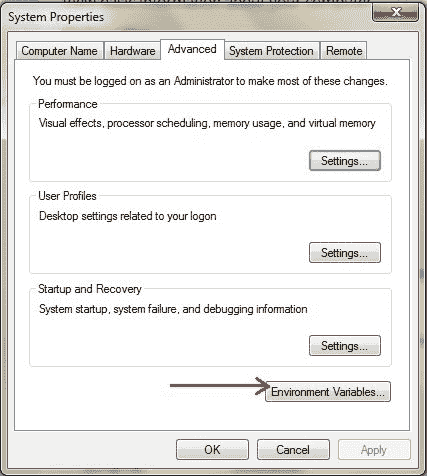 System Properties
Computer Name Hardware Advanced System Protection Remote
You must be logged on as an Administrator to make most of these changes.
Performance
Visual effects, processor scheduling, memory usage, and virtual memory
Settings...
User Profiles
Desktop settings related to your logon
Settings...
Startup and Recovery
System startup, system failure, and debugging information
Settings...
Environment Variables...
OK Cancel Apply